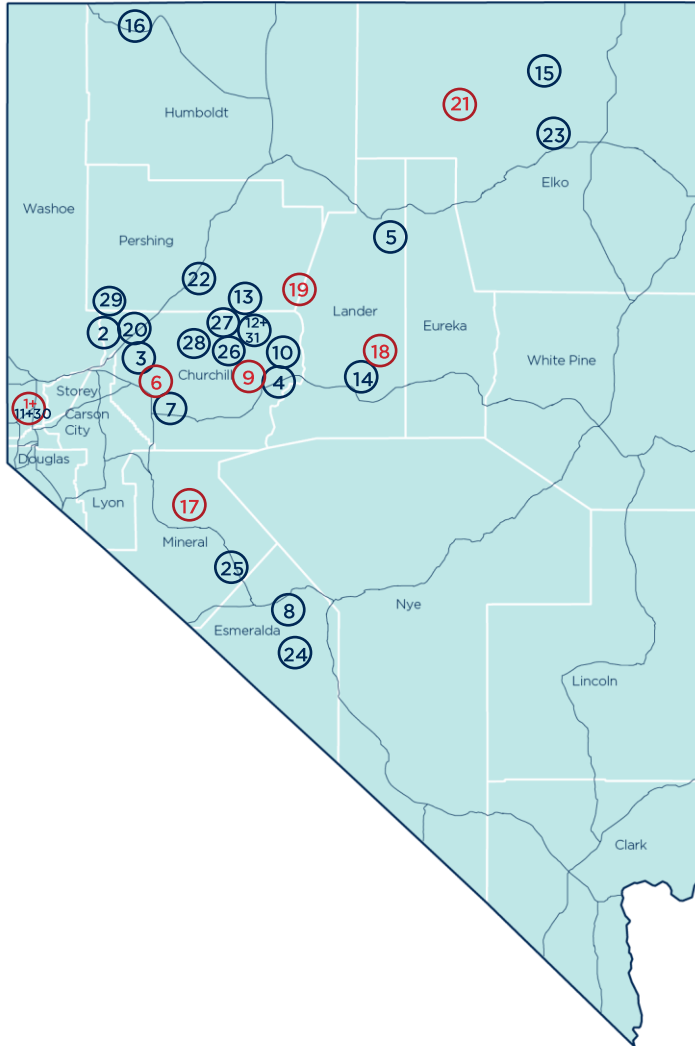 16
15
21
Humboldt
23
Elko
Washoe
Pershing
5
22
19
13
29
Lander
27
12+
31
Eureka
2
20
28
26
10
18
White Pine
3
Churchill
9
4
14
6
Storey
7
1+
11+30
Carson
City
Douglas
Lyon
17
Mineral
25
8
Nye
Esmeralda
24
Lincoln
Clark